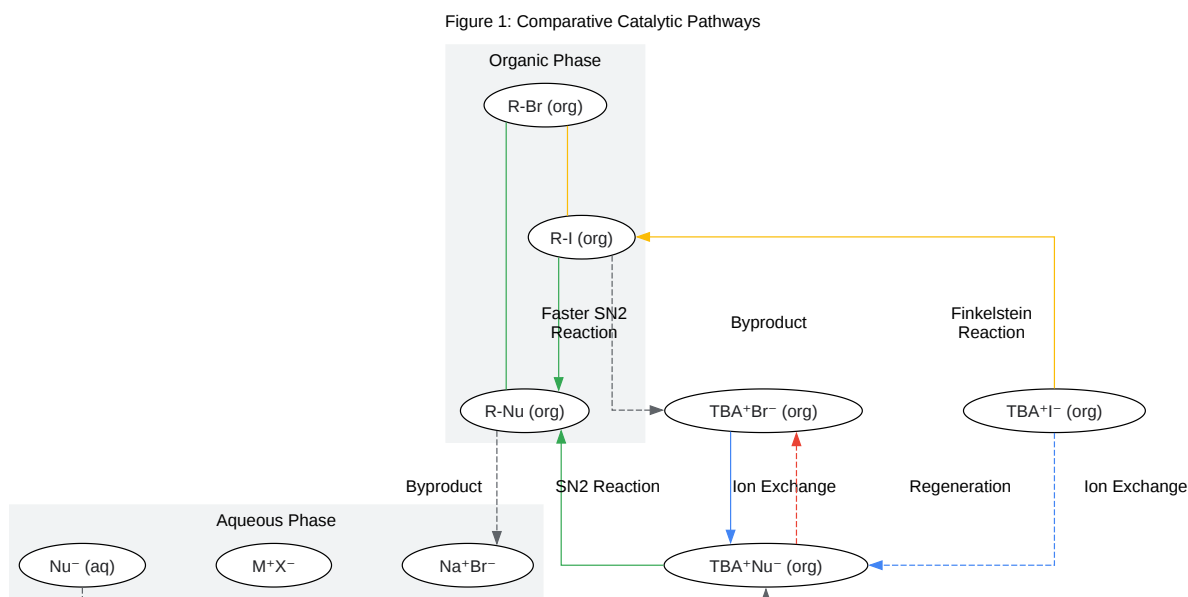 Figure 1: Comparative Catalytic Pathways
Organic Phase
R-Br (org)
R-I (org)
Faster SN2
Reaction
Byproduct
Finkelstein
Reaction
R-Nu (org)
TBA⁺Br⁻ (org)
TBA⁺I⁻ (org)
Byproduct
SN2 Reaction
Ion Exchange
Regeneration
Ion Exchange
Aqueous Phase
Nu⁻ (aq)
M⁺X⁻
Na⁺Br⁻
TBA⁺Nu⁻ (org)